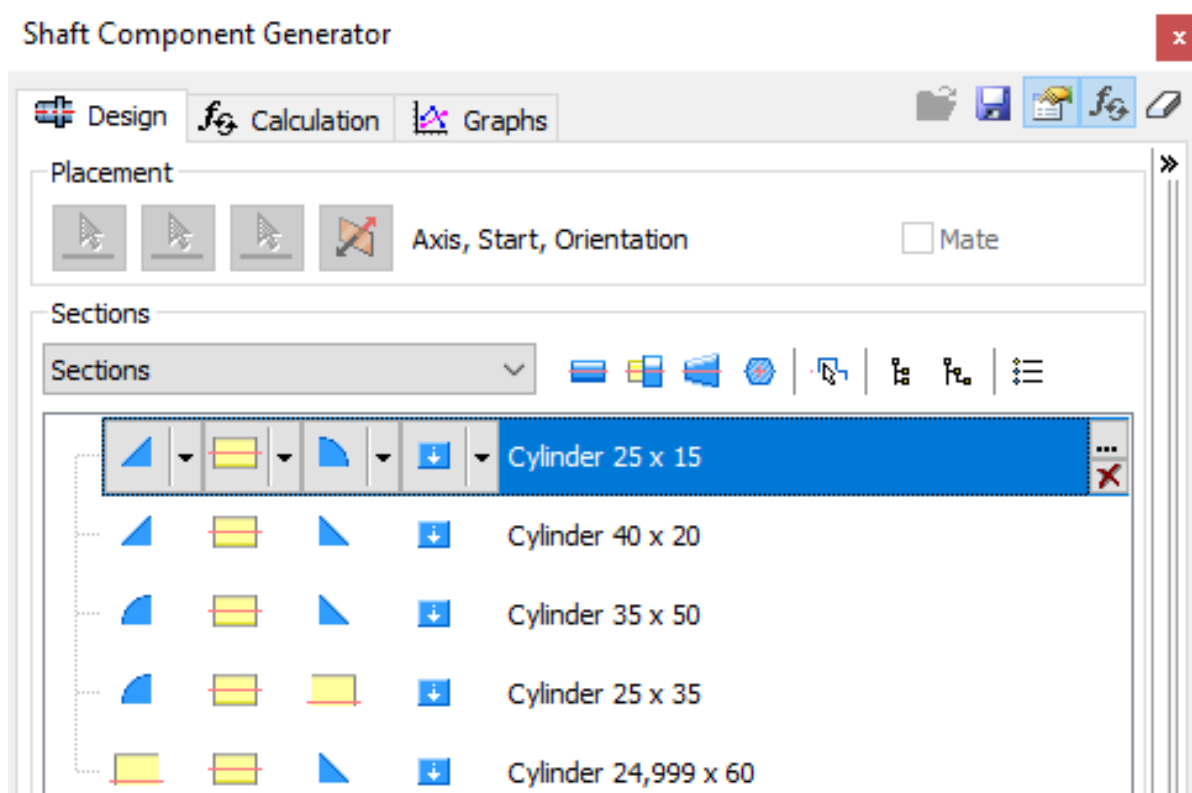 Shaft Component Generator
x
Design
Calculation
Graphs
Placement
Axis, Start, Orientation
Mate
Sections
Sections
Cylinder 25 x 15
...
Cylinder 40 x 20
Cylinder 35 x 50
Cylinder 25 x 35
Cylinder 24,999 x 60